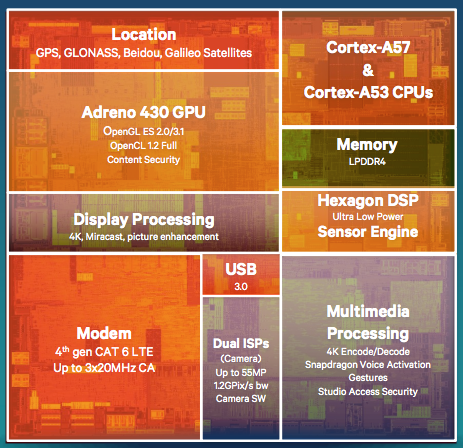 Location
GPS, GLONASS, Beidou, Galileo Satellites
Adreno 430 GPU
OpenGL ES 2.0/3.1
OpenCL 1.2 Full
Content Security
Display Processing
4K, Miracast, picture enhancement
Modem
4th gen CAT 6 LTE
Up to 3x20MHz CA
USB
3.0
Dual ISPs
(Camera)
Up to 55MP
1.2GPix/s bw
Camera SW
Cortex-A57
&
Cortex-A53 CPUs
Memory
LPDDR4
Hexagon DSP
Ultra Low Power
Sensor Engine
Multimedia
Processing
4K Encode/Decode
Snapdragon Voice Activation
Gestures
Studio Access Security